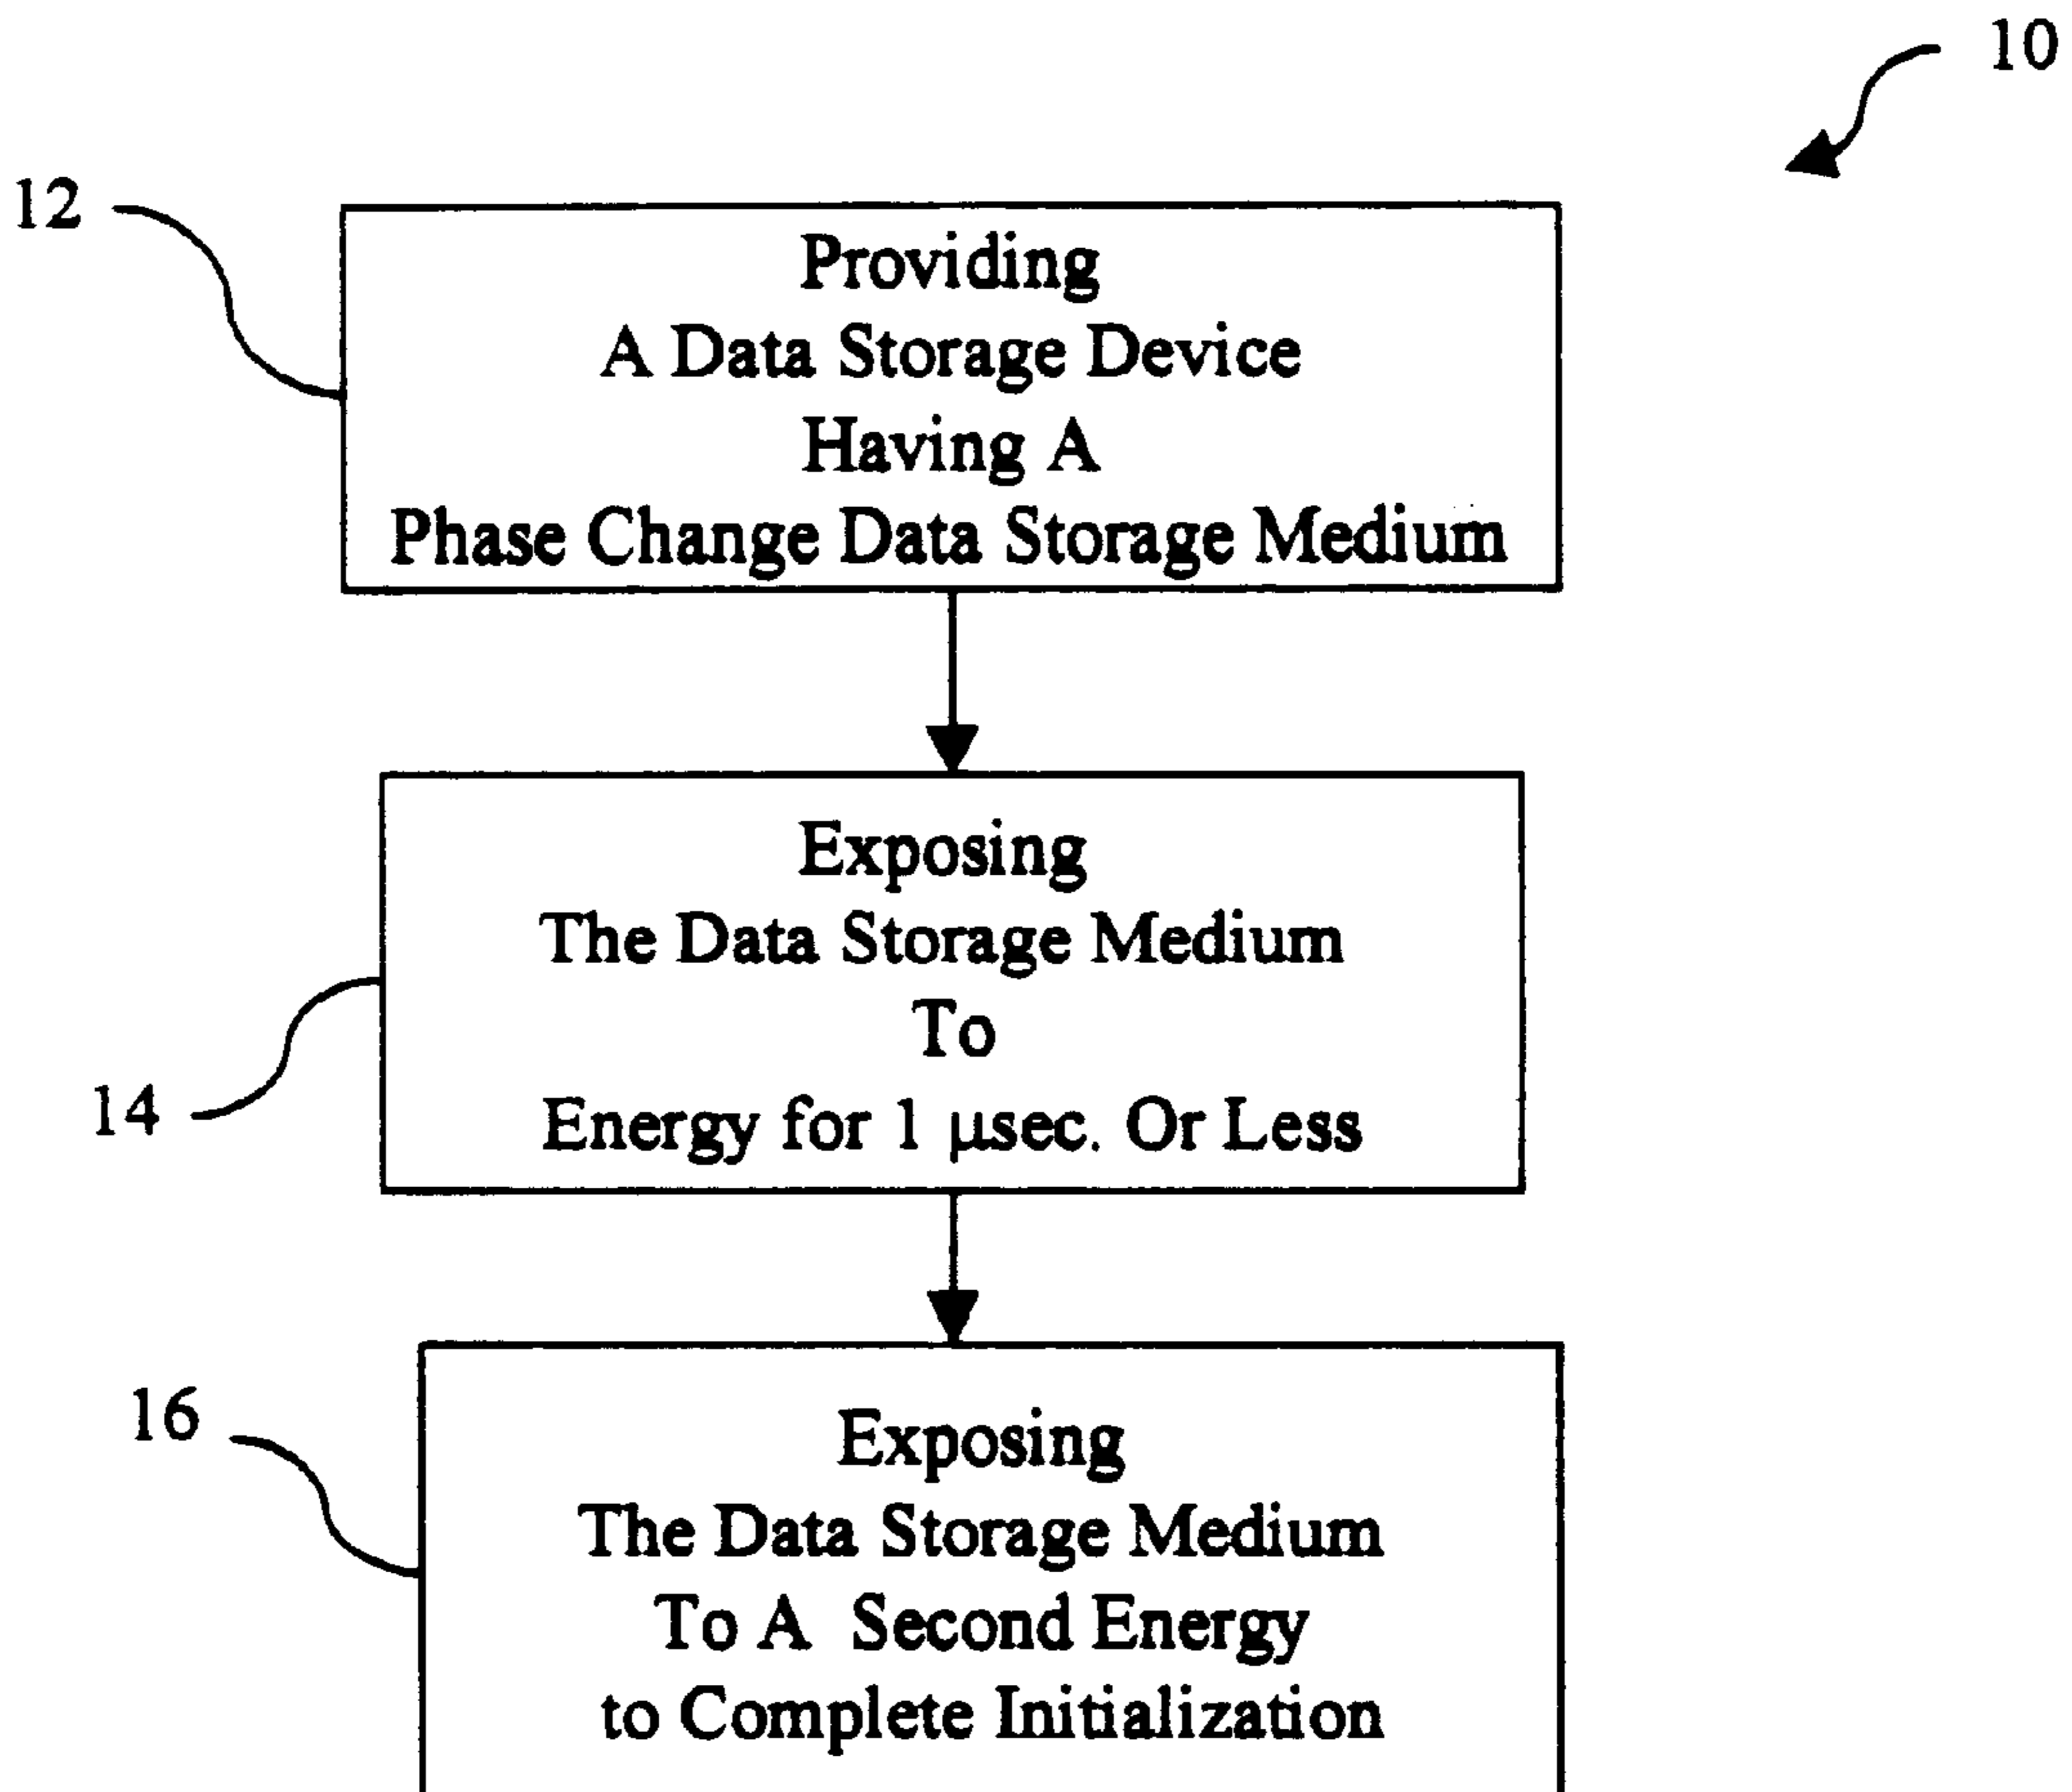 10
12
Providing
A Data Storage Device
Having A
Phase Change Data Storage Medium
Exposing
The Data Storage Medium
To
Energy for 1 µsec. Or Less
14
16
Exposing
The Data Storage Medium
To A Second Energy
to Complete Initialization